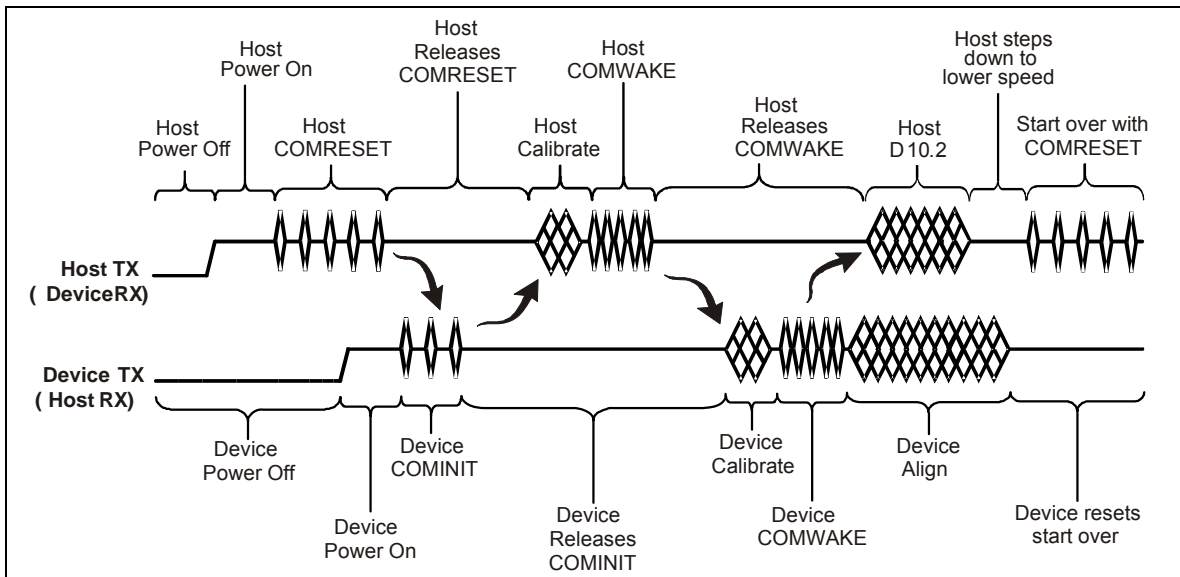 Host
Power Off
Host
Power On
Host
COMRESET
Host
Releases
COMRESET
Host
Calibrate
Host
COMWAKE
Host
Releases
COMWAKE
Host
D10.2
Host steps
down to
lower speed
Start over with
COMRESET
Host TX
( DeviceRX)
Device TX
( Host RX)
Device
Power Off
Device
Power On
Device
COMINIT
Device
Releases
COMINIT
Device
Calibrate
Device
COMWAKE
Device
Align
Device resets
start over